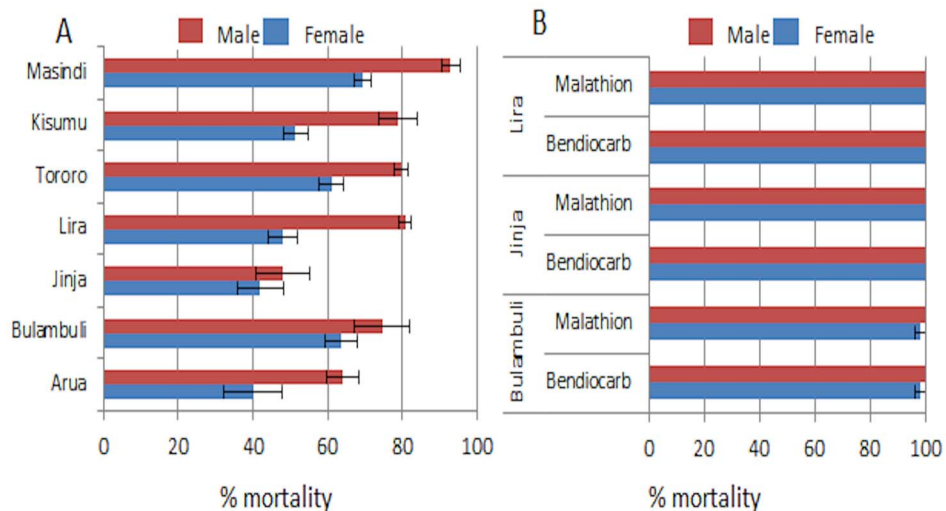 A
Male Female
Masindi
Kisumu
Tororo
Lira
Jinja
Bulambuli
Arua
0 20 40 60 80 100
% mortality
B
Male Female
Lira
Malathion
Bendiocarb
Jinja
Malathion
Bendiocarb
Bulambuli
Malathion
Bendiocarb
0 20 40 60 80 100
% mortality